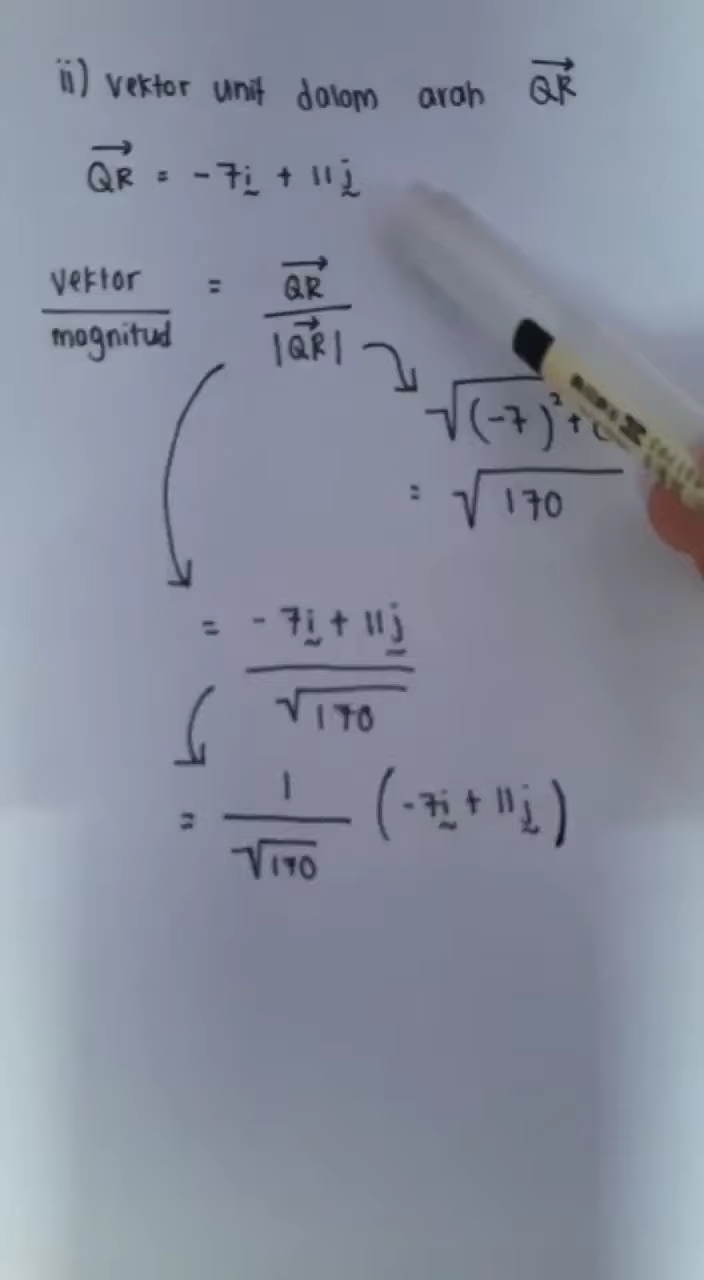 ii) vektor unit dalam arah →QR
→QR = -7i + 11j
vektor/magnitud = →QR/|→QR|
√(-7)² +
= √170
= -7i + 11j/√170
= 1/√170 (-7i + 11j)